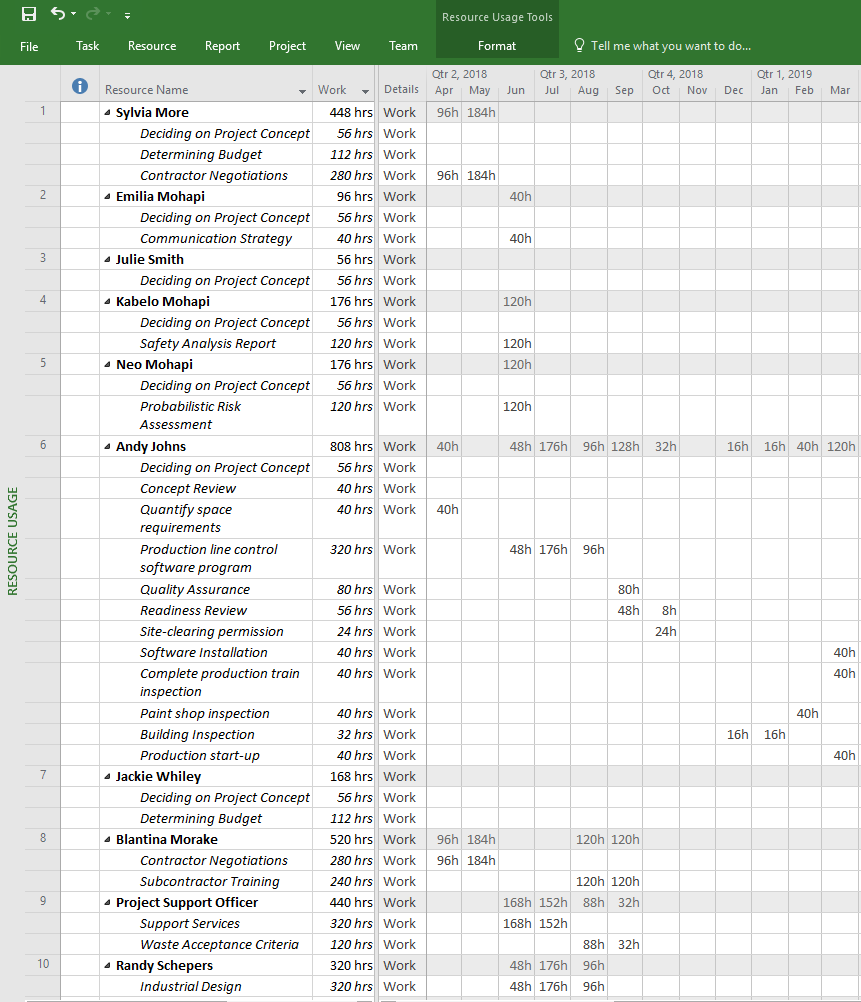 Resource Usage Tools
File Task Resource Report Project View Team Format Tell me what you want to do...
Qtr 2, 2018 Qtr 3, 2018 Qtr 4, 2018 Qtr 1, 2019
Resource Name Work Details Apr May Jun Jul Aug Sep Oct Nov Dec Jan Feb Mar
1 Sylvia More 448 hrs Work 96h 184h
Deciding on Project Concept 56 hrs Work
Determining Budget 112 hrs Work
Contractor Negotiations 280 hrs Work 96h 184h
2 Emilia Mohapi 96 hrs Work 40h
Deciding on Project Concept 56 hrs Work
Communication Strategy 40 hrs Work 40h
3 Julie Smith 56 hrs Work
Deciding on Project Concept 56 hrs Work
4 Kabelo Mohapi 176 hrs Work 120h
Deciding on Project Concept 56 hrs Work
Safety Analysis Report 120 hrs Work 120h
5 Neo Mohapi 176 hrs Work 120h
Deciding on Project Concept 56 hrs Work
Probabilistic Risk 120 hrs Work 120h
Assessment
6 Andy Johns 808 hrs Work 40h 48h 176h 96h 128h 32h 16h 16h 40h 120h
Deciding on Project Concept 56 hrs Work
Concept Review 40 hrs Work
Quantify space 40 hrs Work 40h
requirements
Production line control 320 hrs Work 48h 176h 96h
software program
Quality Assurance 80 hrs Work 80h
Readiness Review 56 hrs Work 48h 8h
Site-clearing permission 24 hrs Work 24h
Software Installation 40 hrs Work 40h
Complete production train 40 hrs Work 40h
inspection
Paint shop inspection 40 hrs Work 40h
Building Inspection 32 hrs Work 16h 16h
Production start-up 40 hrs Work 40h
7 Jackie Whiley 168 hrs Work
Deciding on Project Concept 56 hrs Work
Determining Budget 112 hrs Work
8 Blantina Morake 520 hrs Work 96h 184h 120h 120h
Contractor Negotiations 280 hrs Work 96h 184h
Subcontractor Training 240 hrs Work 120h 120h
9 Project Support Officer 440 hrs Work 168h 152h 88h 32h
Support Services 320 hrs Work 168h 152h
Waste Acceptance Criteria 120 hrs Work 88h 32h
10 Randy Schepers 320 hrs Work 48h 176h 96h
Industrial Design 320 hrs Work 48h 176h 96h
RESOURCE USAGE